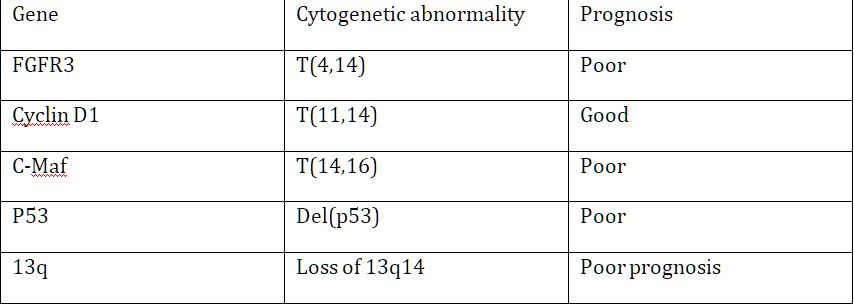 Gene Cytogenetic abnormality Prognosis
FGFR3 T(4,14) Poor
Cyclin D1 T(11,14) Good
C-Maf T(14,16) Poor
P53 Del(p53) Poor
13q Loss of 13q14 Poor prognosis